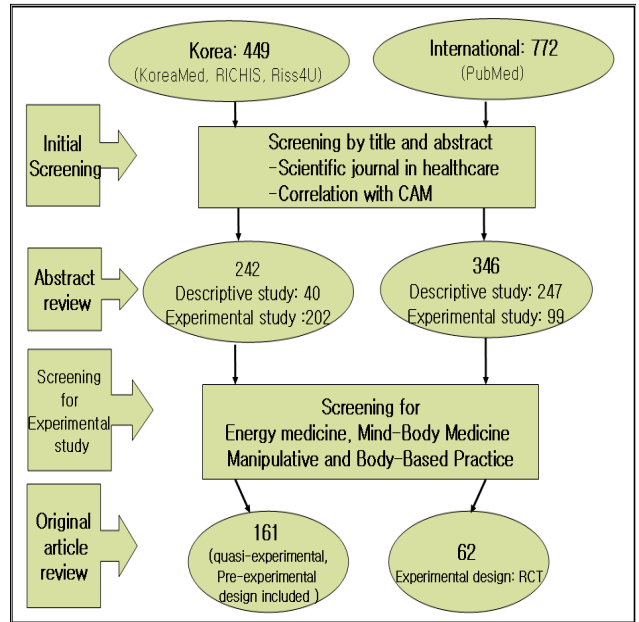 Korea: 449
(KoreaMed, RICHIS, Riss4U)
International: 772
(PubMed)
Initial
Screening
Screening by title and abstract
-Scientific journal in healthcare
-Correlation with CAM
Abstract
review
242
Descriptive study: 40
Experimental study :202
346
Descriptive study: 247
Experimental study: 99
Screening
for
Experimental
study
Screening for
Energy medicine, Mind-Body Medicine
Manipulative and Body-Based Practice
Original
article
review
161
(quasi-experimental,
Pre-experimental
design included )
62
Experimental design: RCT